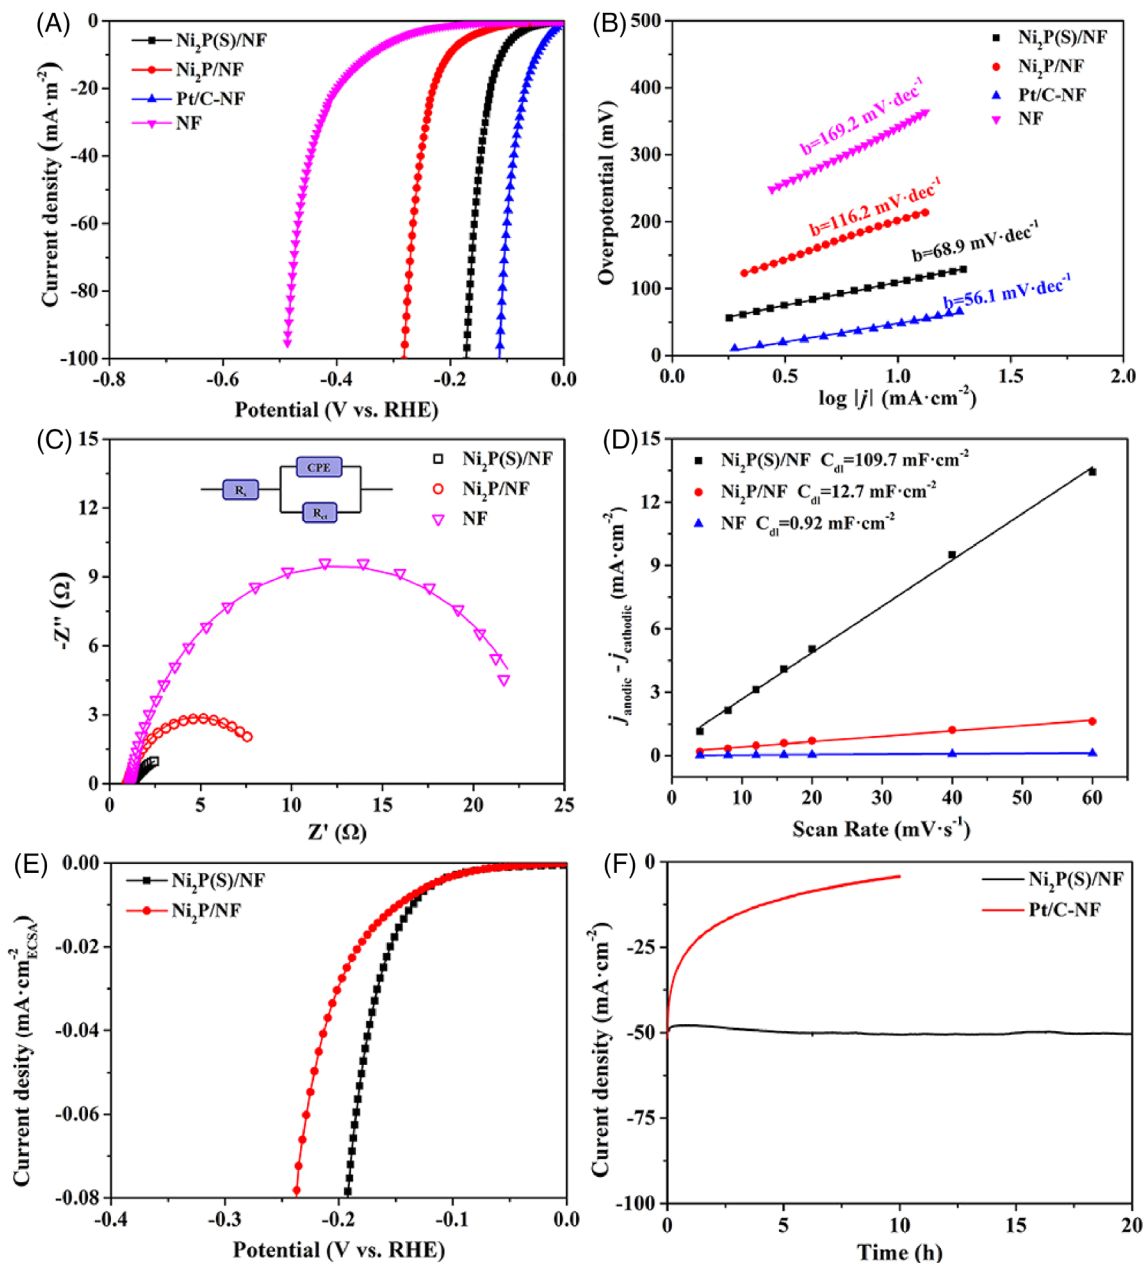 (A)
0
-20
-40
-60
-80
-100
-0.8
-0.6
-0.4
-0.2
0.0
Current density (mA·m⁻²)
Potential (V vs. RHE)
Ni₂P(S)/NF
Ni₂P/NF
Pt/C-NF
NF
(B)
500
400
300
200
100
0
0.0
0.5
1.0
1.5
2.0
Overpotential (mV)
log |j| (mA·cm⁻²)
Ni₂P(S)/NF
Ni₂P/NF
Pt/C-NF
NF
b=169.2 mV·dec⁻¹
b=116.2 mV·dec⁻¹
b=68.9 mV·dec⁻¹
b=56.1 mV·dec⁻¹
(C)
15
12
9
6
3
0
0
5
10
15
20
25
-Z'' (Ω)
Z' (Ω)
Rₛ
CPE
R꜀ₜ
Ni₂P(S)/NF
Ni₂P/NF
NF
(D)
15
12
9
6
3
0
0
10
20
30
40
50
60
j_anodic - j_cathodic (mA·cm⁻²)
Scan Rate (mV·s⁻¹)
Ni₂P(S)/NF C_dl=109.7 mF·cm⁻²
Ni₂P/NF C_dl=12.7 mF·cm⁻²
NF C_dl=0.92 mF·cm⁻²
(E)
0.00
-0.02
-0.04
-0.06
-0.08
-0.4
-0.3
-0.2
-0.1
0.0
Current desity (mA·cm⁻²_ECSA)
Potential (V vs. RHE)
Ni₂P(S)/NF
Ni₂P/NF
(F)
0
-25
-50
-75
-100
0
5
10
15
20
Curent density (mA·cm⁻²)
Time (h)
Ni₂P(S)/NF
Pt/C-NF